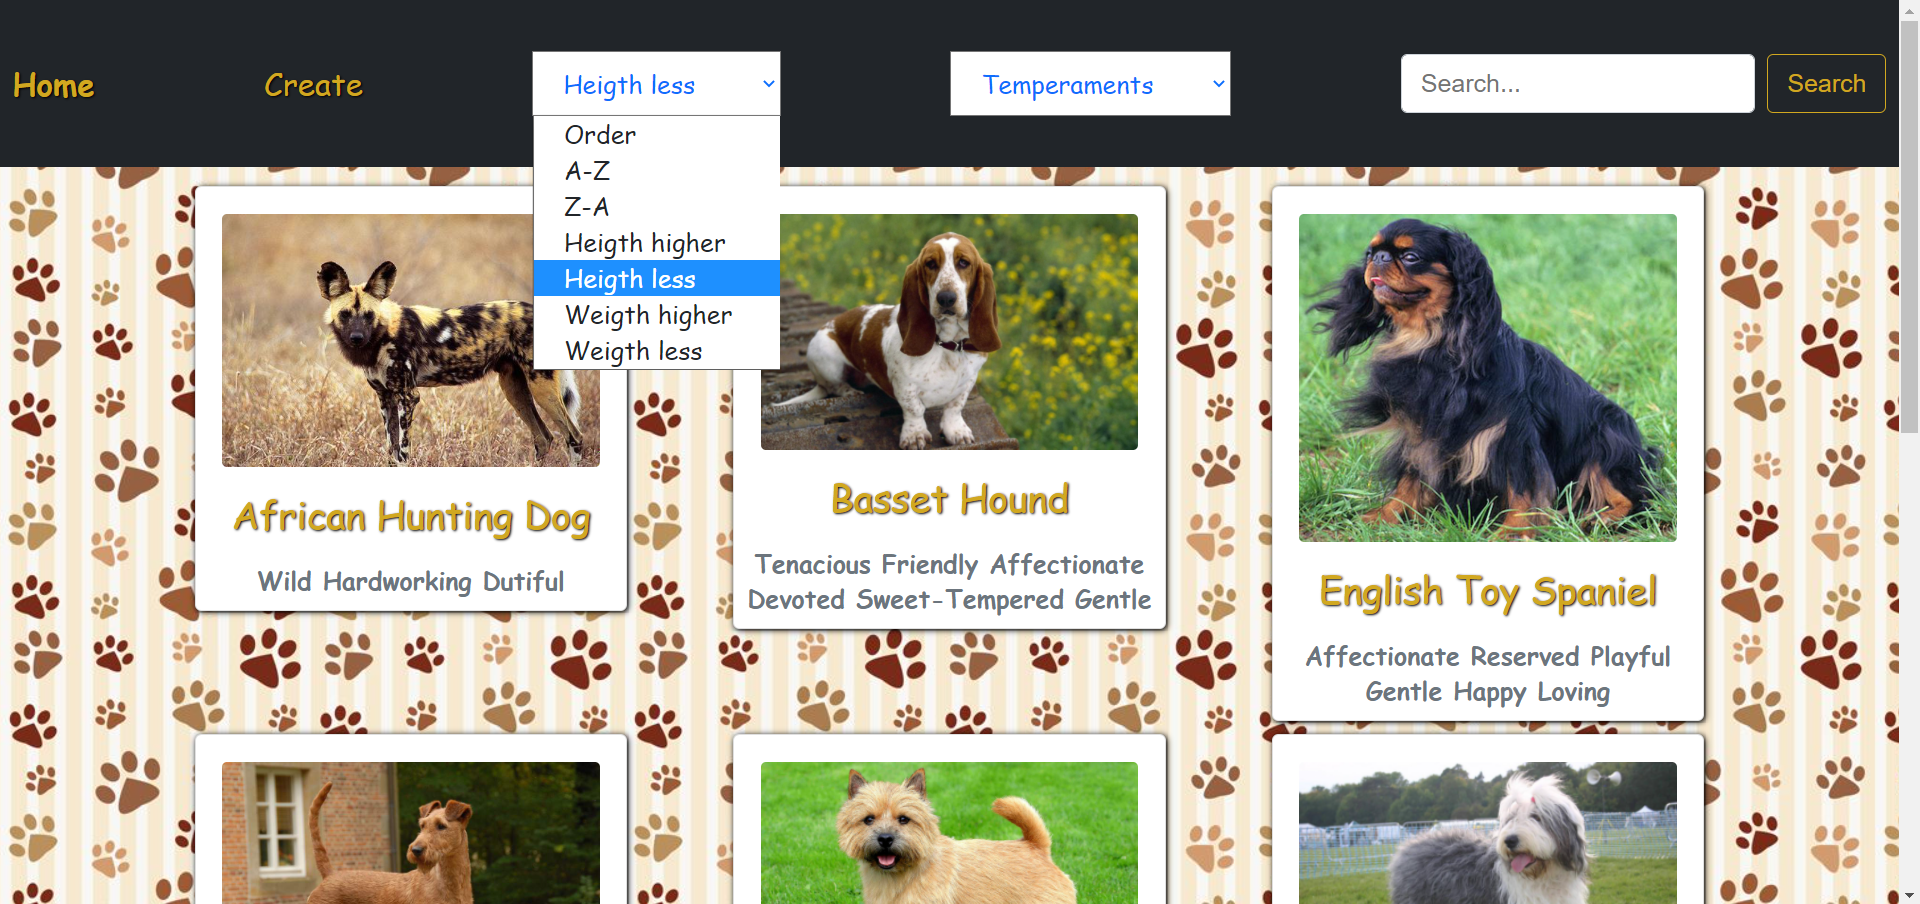 Home
Create
Heigth less
Temperaments
Search...
Search
Order
A-Z
Z-A
Heigth higher
Heigth less
Weigth higher
Weigth less
African Hunting Dog
Wild Hardworking Dutiful
Basset Hound
Tenacious Friendly Affectionate
Devoted Sweet-Tempered Gentle
English Toy Spaniel
Affectionate Reserved Playful
Gentle Happy Loving